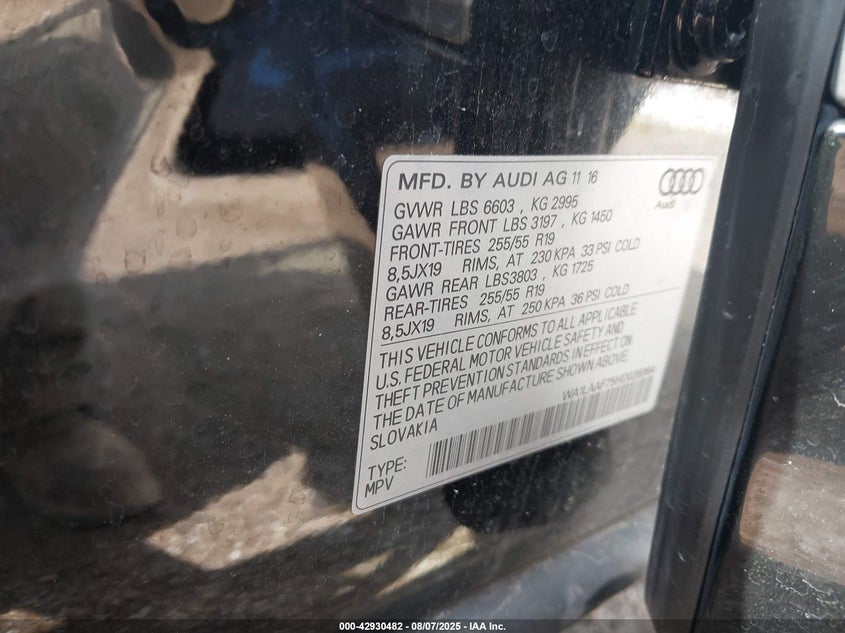 MFD. BY AUDI AG 11 16
Audi
GVWR LBS 6603 , KG 2995
GAWR FRONT LBS 3197 , KG 1450
FRONT-TIRES 255/55 R19
8,5JX19 RIMS, AT 230 KPA 33 PSI COLD
GAWR REAR LBS3803 , KG 1725
REAR-TIRES 255/55 R19
8,5JX19 RIMS, AT 250 KPA 36 PSI COLD
THIS VEHICLE CONFORMS TO ALL APPLICABLE
U.S. FEDERAL MOTOR VEHICLE SAFETY AND
THEFT PREVENTION STANDARDS IN EFFECT ON
THE DATE OF MANUFACTURE SHOWN ABOVE.
SLOVAKIA
TYPE:
MPV
000-42930482 - 08/07/2025 - IAA Inc.